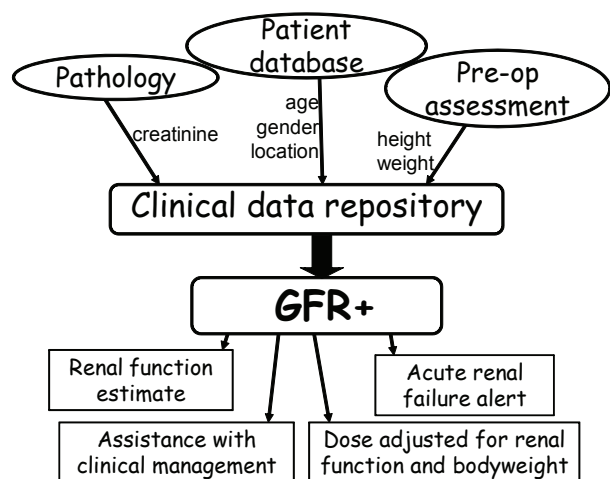 Patient
database
Pathology
Pre-op
assessment
creatinine
age
gender
location
height
weight
Clinical data repository
GFR+
Renal function
estimate
Acute renal
failure alert
Assistance with
clinical management
Dose adjusted for renal
function and bodyweight